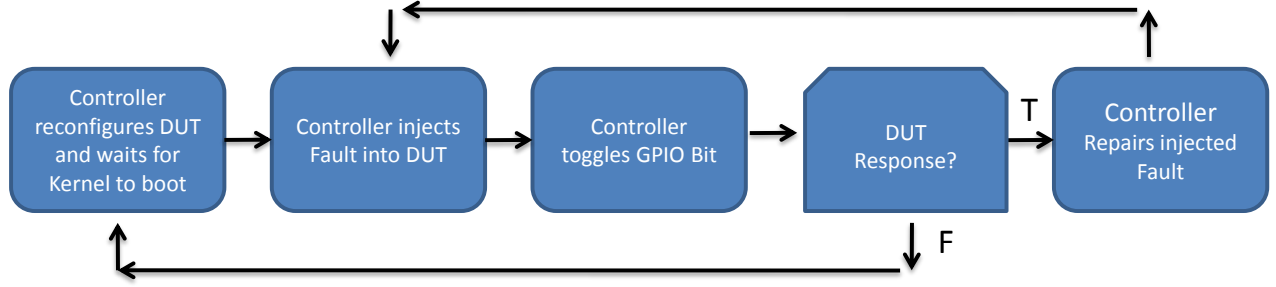 Controller
reconfigures DUT
and waits for
Kernel to boot
Controller injects
Fault into DUT
Controller
toggles GPIO Bit
DUT
Response?
T
Controller
Repairs injected
Fault
F